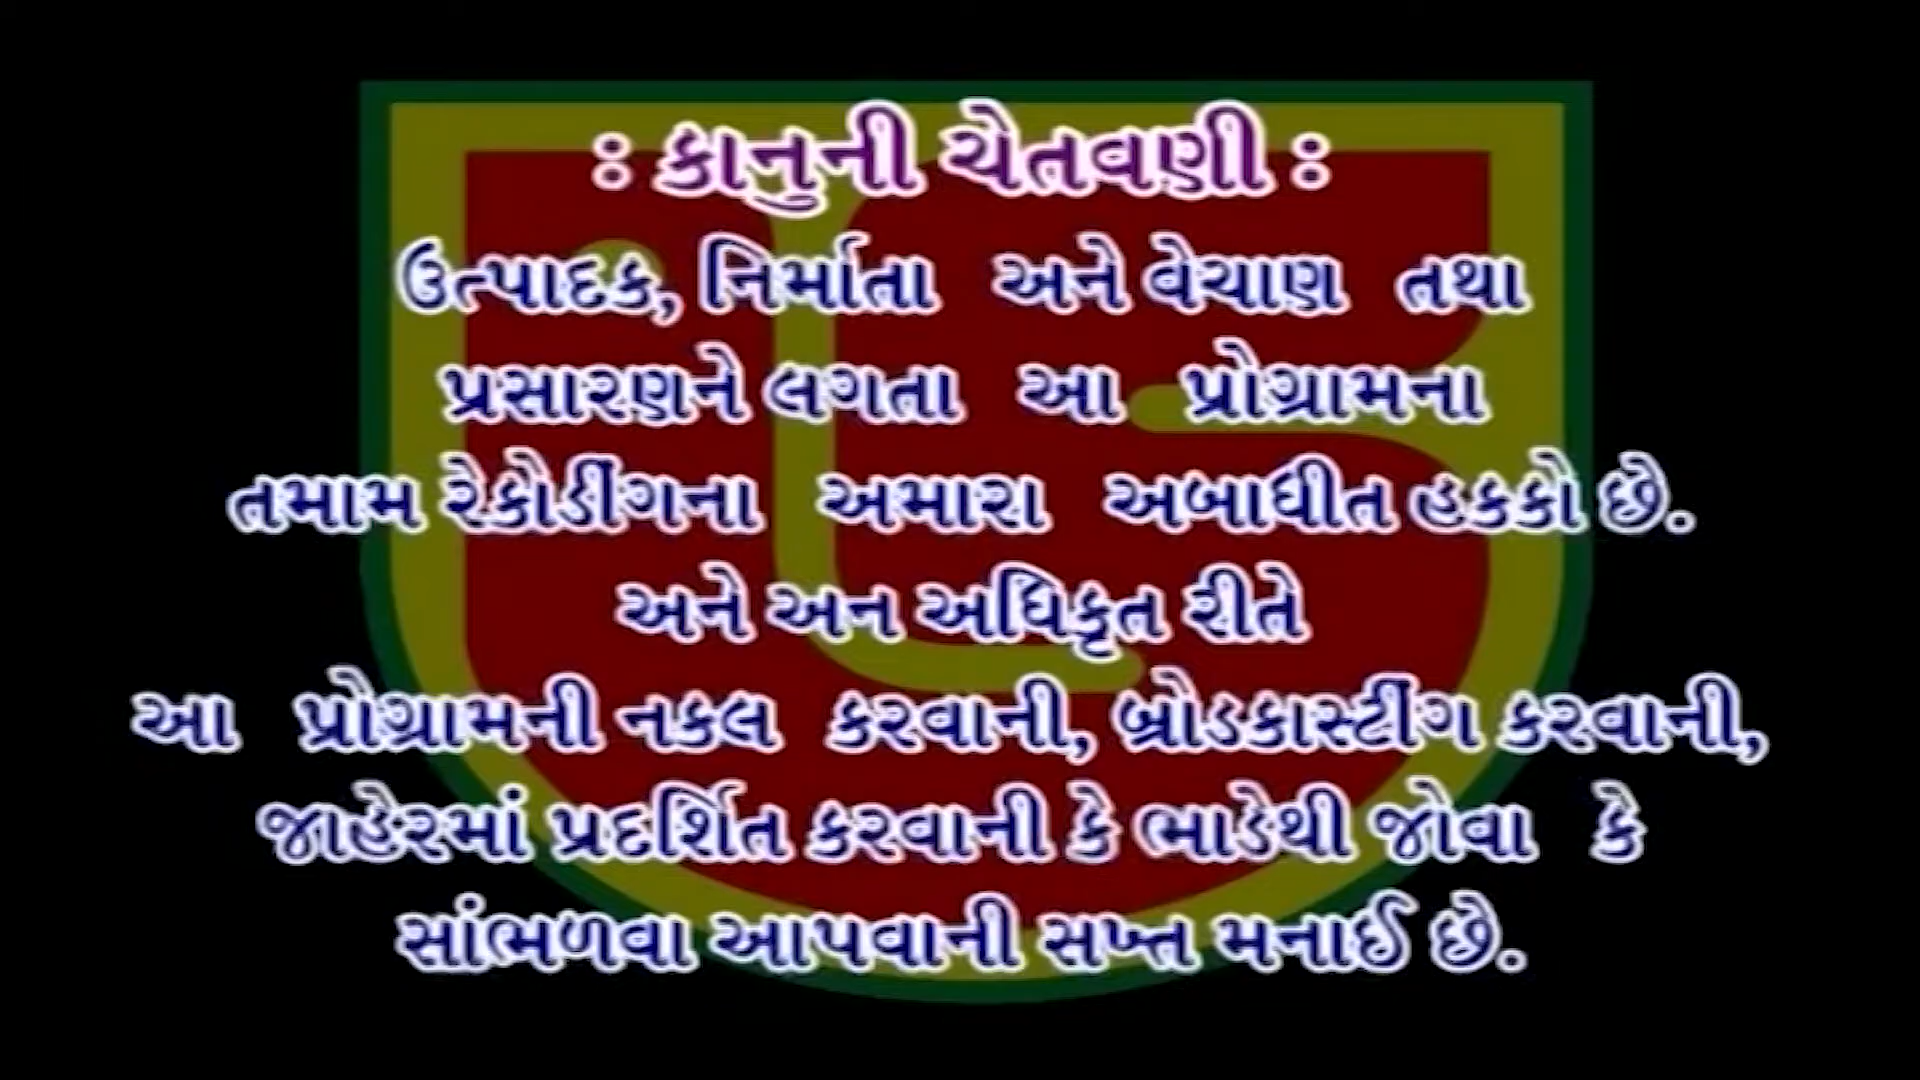 : કાનુની ચેતવણી :
ઉત્પાદક, નિર્માતા અને વેચાણ તથા
પ્રસારણને લગતા આ પ્રોગ્રામના
તમામ રેકોર્ડીંગના અમારા અબાધીત હકકો છે.
અને અન અધિકૃત રીતે
આ પ્રોગ્રામની નકલ કરવાની, બ્રોડકાસ્ટીંગ કરવાની,
જાહેરમાં પ્રદર્શિત કરવાની કે ભાડેથી જોવા કે
સાંભળવા આપવાની સખ્ત મનાઈ છે.